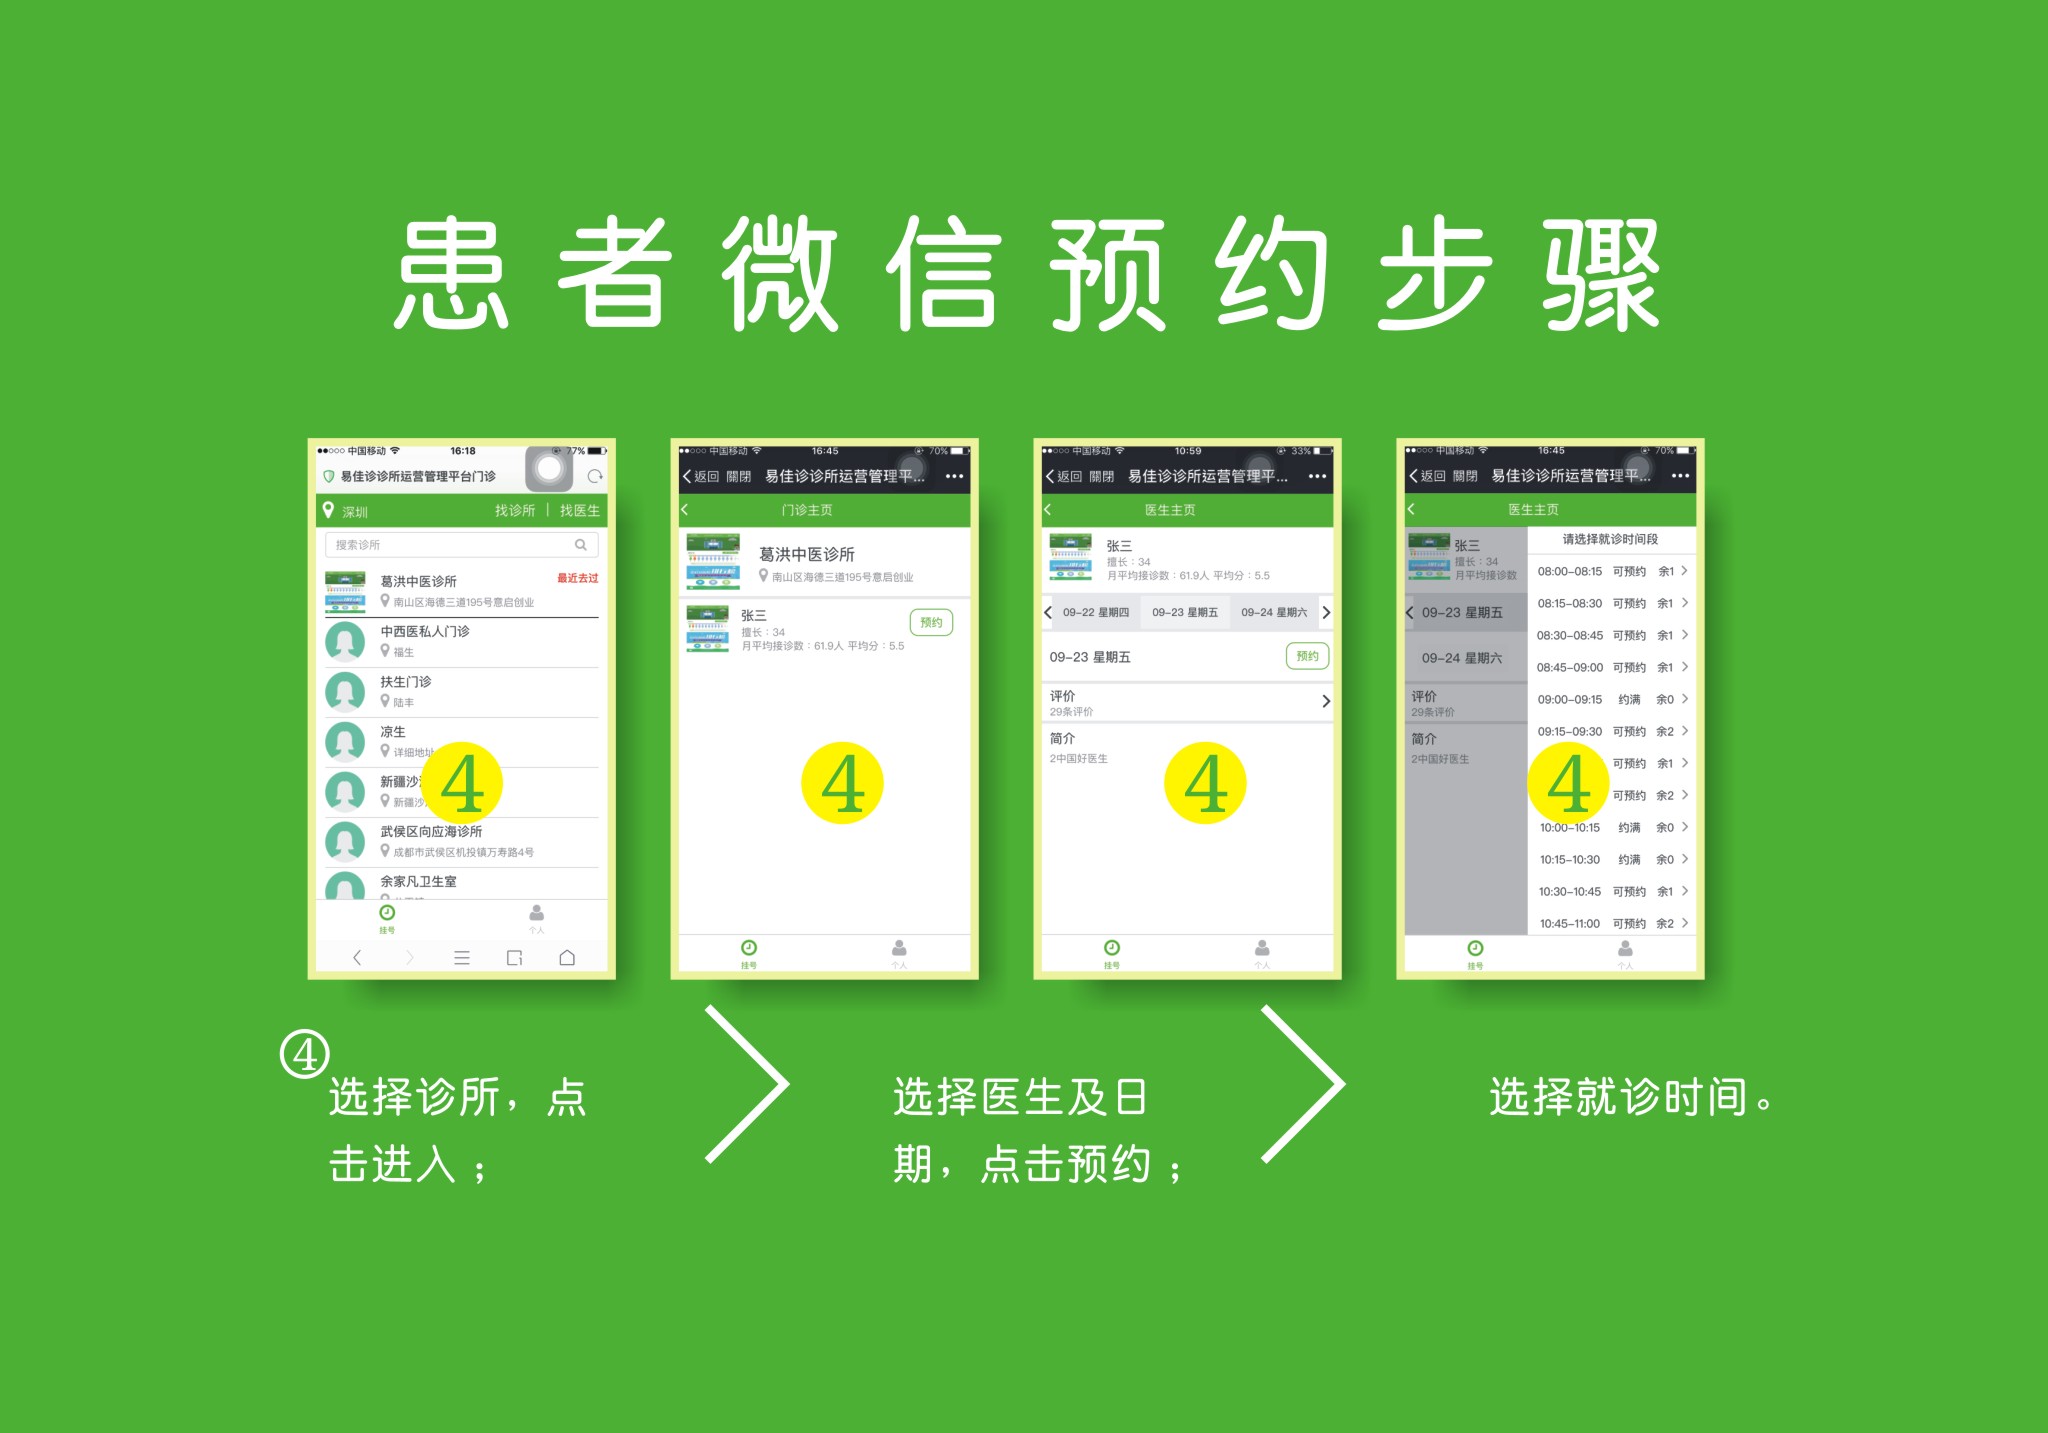 患者微信预约步骤
中国移动 16:18 77%
易佳诊诊所运营管理平台门诊
深圳 找诊所 | 找医生
搜索诊所
葛洪中医诊所 最近去过
南山区海德三道195号意启创业
中西医私人门诊
福生
扶生门诊
陆丰
凉生
详细地址
新疆沙
新疆沙
武侯区向应海诊所
成都市武侯区机投镇万寿路4号
余家凡卫生室
挂号 个人
4
中国移动 16:45 70%
返回 關閉 易佳诊诊所运营管理平...
门诊主页
葛洪中医诊所
南山区海德三道195号意启创业
张三
预约
擅长：34
月平均接诊数：61.9人 平均分：5.5
4
挂号 个人
中国移动 10:59 33%
返回 關閉 易佳诊诊所运营管理平...
医生主页
张三
擅长：34
月平均接诊数：61.9人 平均分：5.5
09-22 星期四 09-23 星期五 09-24 星期六
09-23 星期五 预约
评价
29条评价
简介
2中国好医生
4
挂号 个人
中国移动 16:45 70%
返回 關閉 易佳诊诊所运营管理平...
医生主页
张三
擅长：34
月平均接诊数
09-23 星期五
09-24 星期六
评价
29条评价
简介
2中国好医生
请选择就诊时间段
08:00-08:15 可预约 余1
08:15-08:30 可预约 余1
08:30-08:45 可预约 余1
08:45-09:00 可预约 余1
09:00-09:15 约满 余0
09:15-09:30 可预约 余2
可预约 余1
可预约 余2
10:00-10:15 约满 余0
10:15-10:30 约满 余0
10:30-10:45 可预约 余1
10:45-11:00 可预约 余2
4
挂号 个人
④
选择诊所，点
击进入；
选择医生及日
期，点击预约；
选择就诊时间。